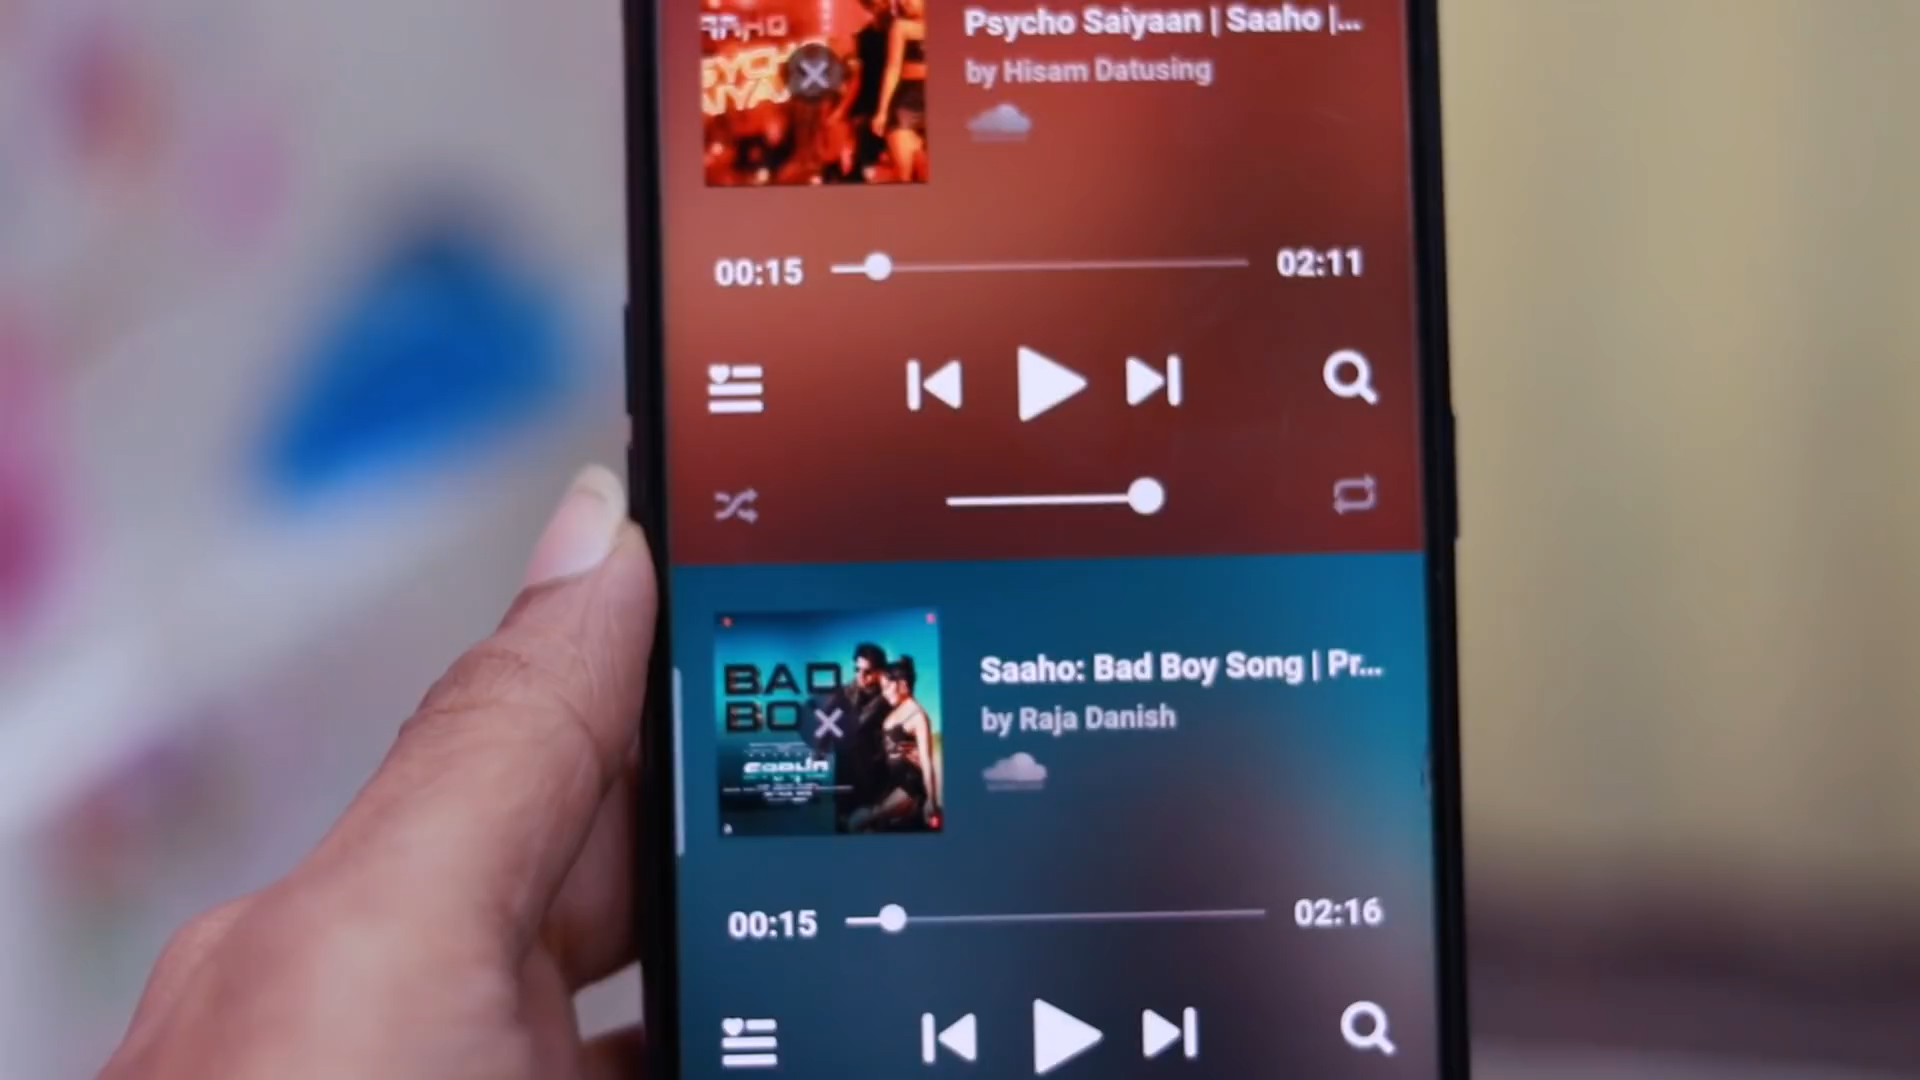 Psycho Saiyaan | Saaho |...
by Hisam Datusing
00:15
02:11
BAD
BO
Saaho: Bad Boy Song | Pr...
by Raja Danish
00:15
02:16